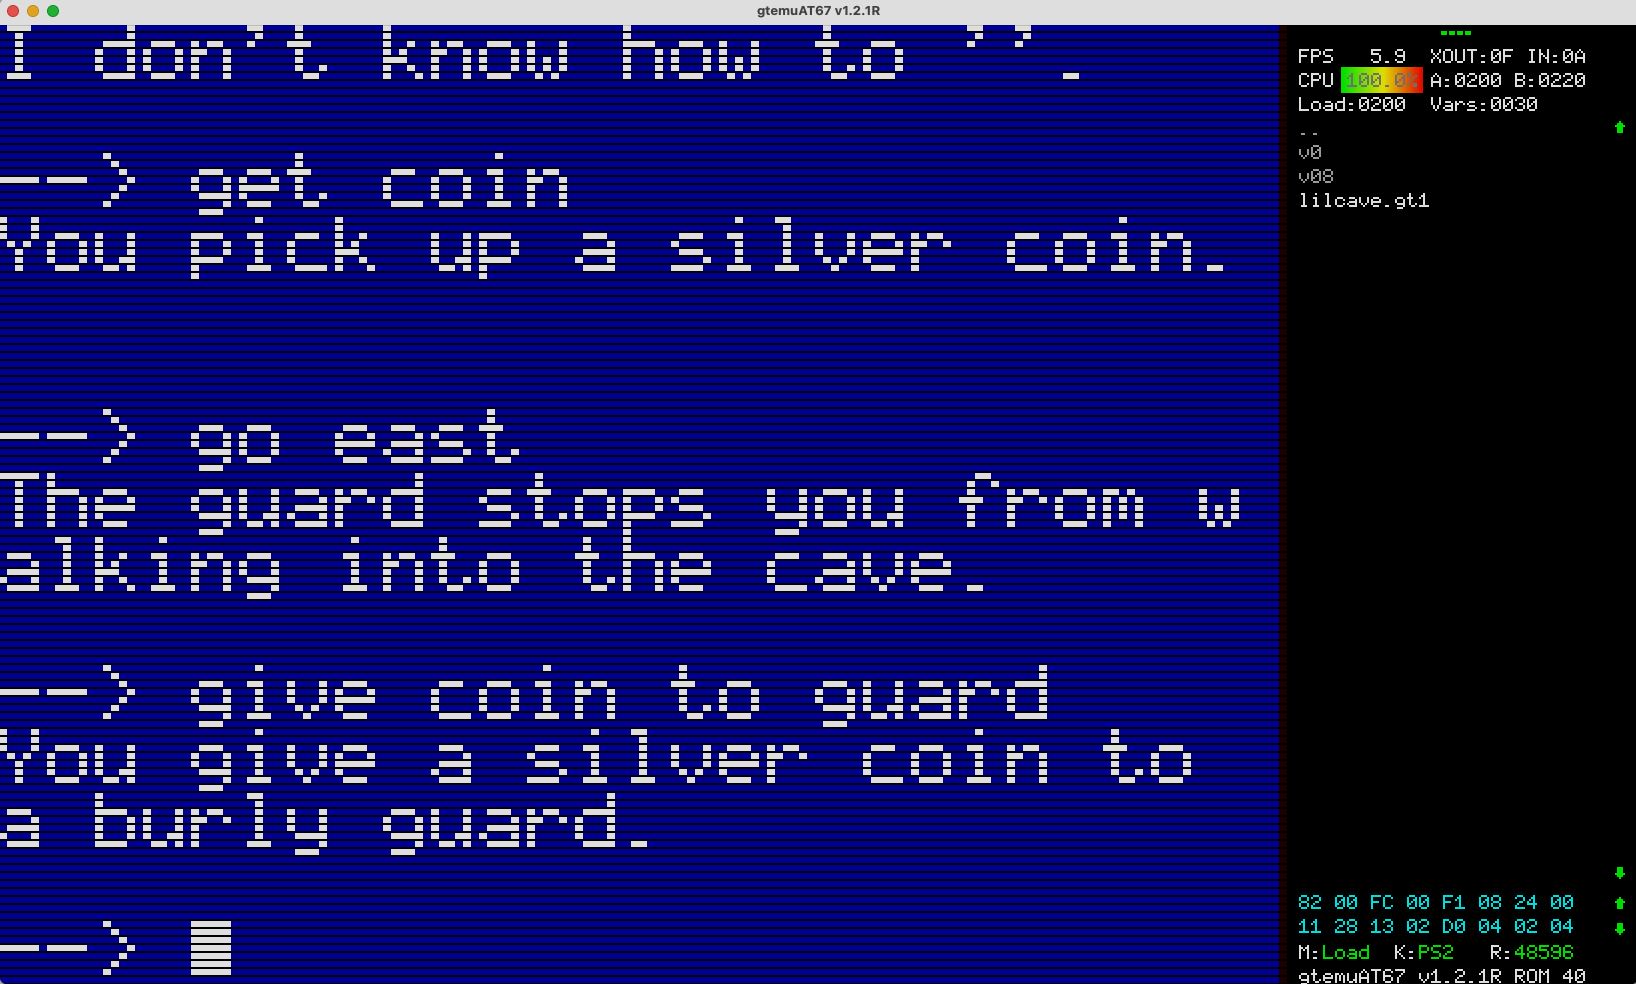 gtemuAT67 v1.2.1R
I don't know how to ''.
--> get coin
You pick up a silver coin.
--> go east
The guard stops you from w
alking into the cave.
--> give coin to guard
You give a silver coin to
a burly guard.
-->
FPS 5.9 XOUT:0F IN:0A
CPU 100.0% A:0200 B:0220
Load:0200 Vars:0030
..
v0
v08
lilcave.gt1
82 00 FC 00 F1 08 24 00
11 28 13 02 D0 04 02 04
M:Load K:PS2 R:48596
gtemuAT67 v1.2.1R ROM 40